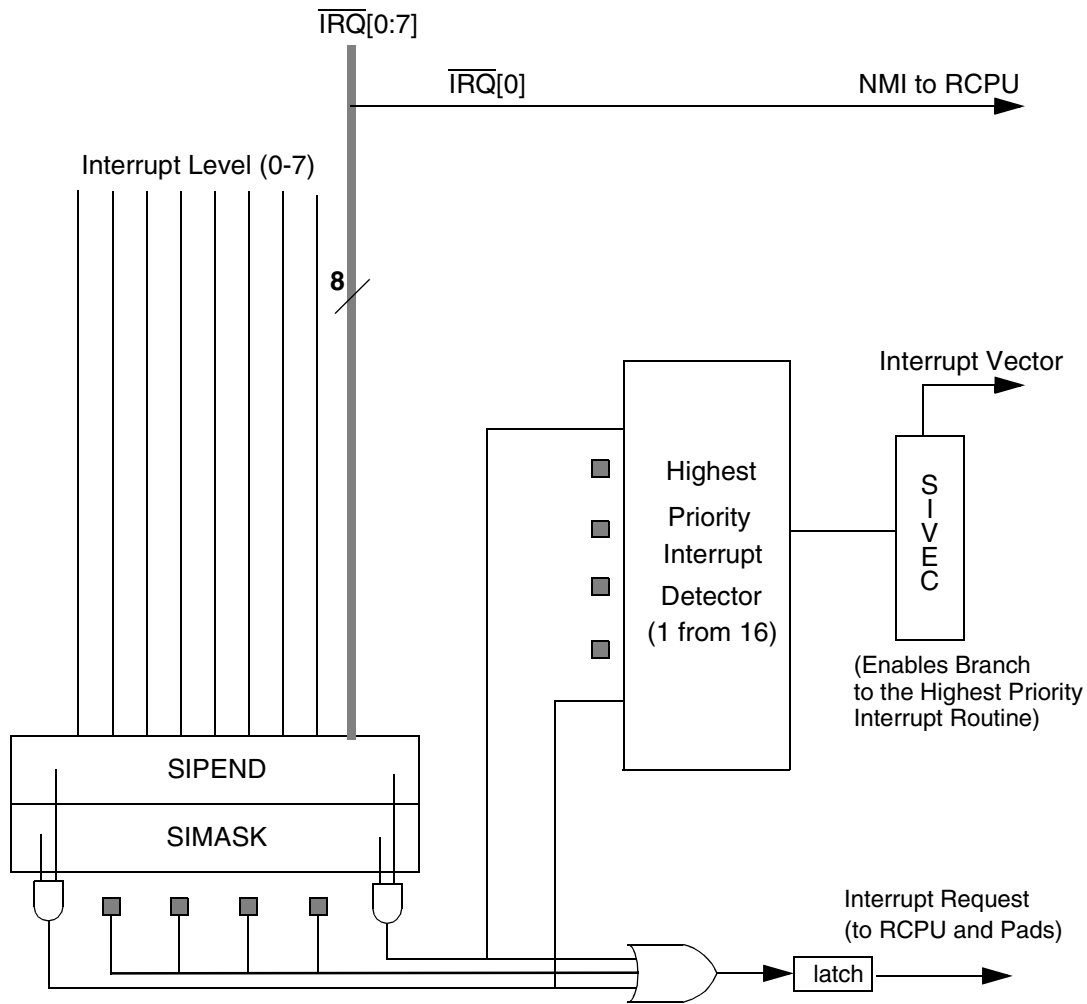 IRQ[0:7]
IRQ[0]
NMI to RCPU
Interrupt Level (0-7)
8
Interrupt Vector
Highest
Priority
Interrupt
Detector
(1 from 16)
S
I
V
E
C
(Enables Branch
to the Highest Priority
Interrupt Routine)
SIPEND
SIMASK
Interrupt Request
(to RCPU and Pads)
latch